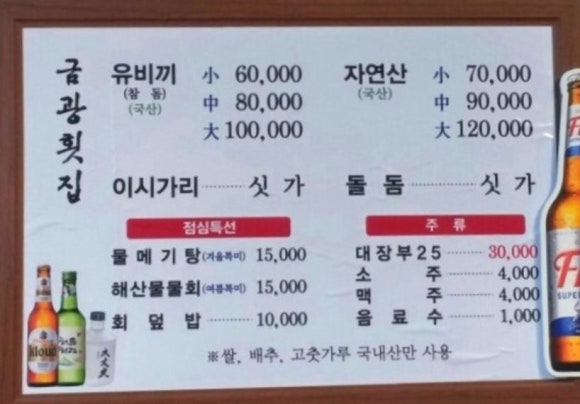 금광횟집
유비끼 小 60,000
(참돔)
(국산)
中 80,000
大 100,000
자연산 小 70,000
(국산)
中 90,000
大 120,000
이시가리 싯가
돌돔 싯가
점심특선
물메기탕(겨울복미) 15,000
해산물물회(여름복미) 15,000
회덮밥 10,000
주류
대장부25 30,000
소주 4,000
맥주 4,000
음료수 1,000
※쌀, 배추, 고춧가루 국내산만 사용
Kloud